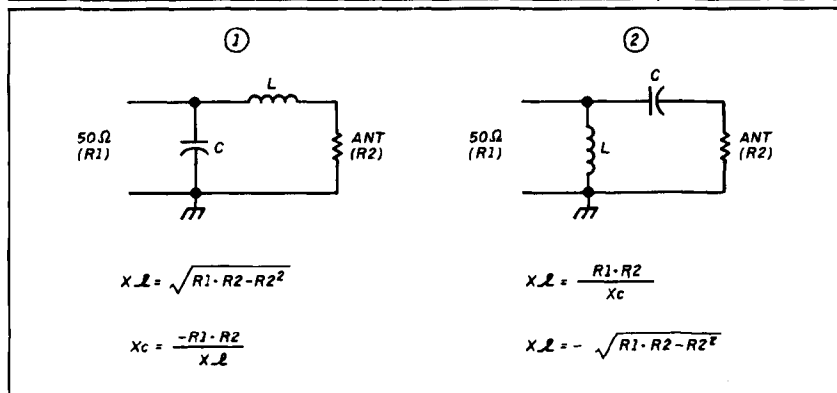 ① ②
L C
50Ω (R1) C ANT (R2) 50Ω (R1) L ANT (R2)
Xℓ = √R1·R2-R2²
Xℓ = R1·R2 / Xc
Xc = -R1·R2 / Xℓ
Xℓ = - √R1·R2-R2²